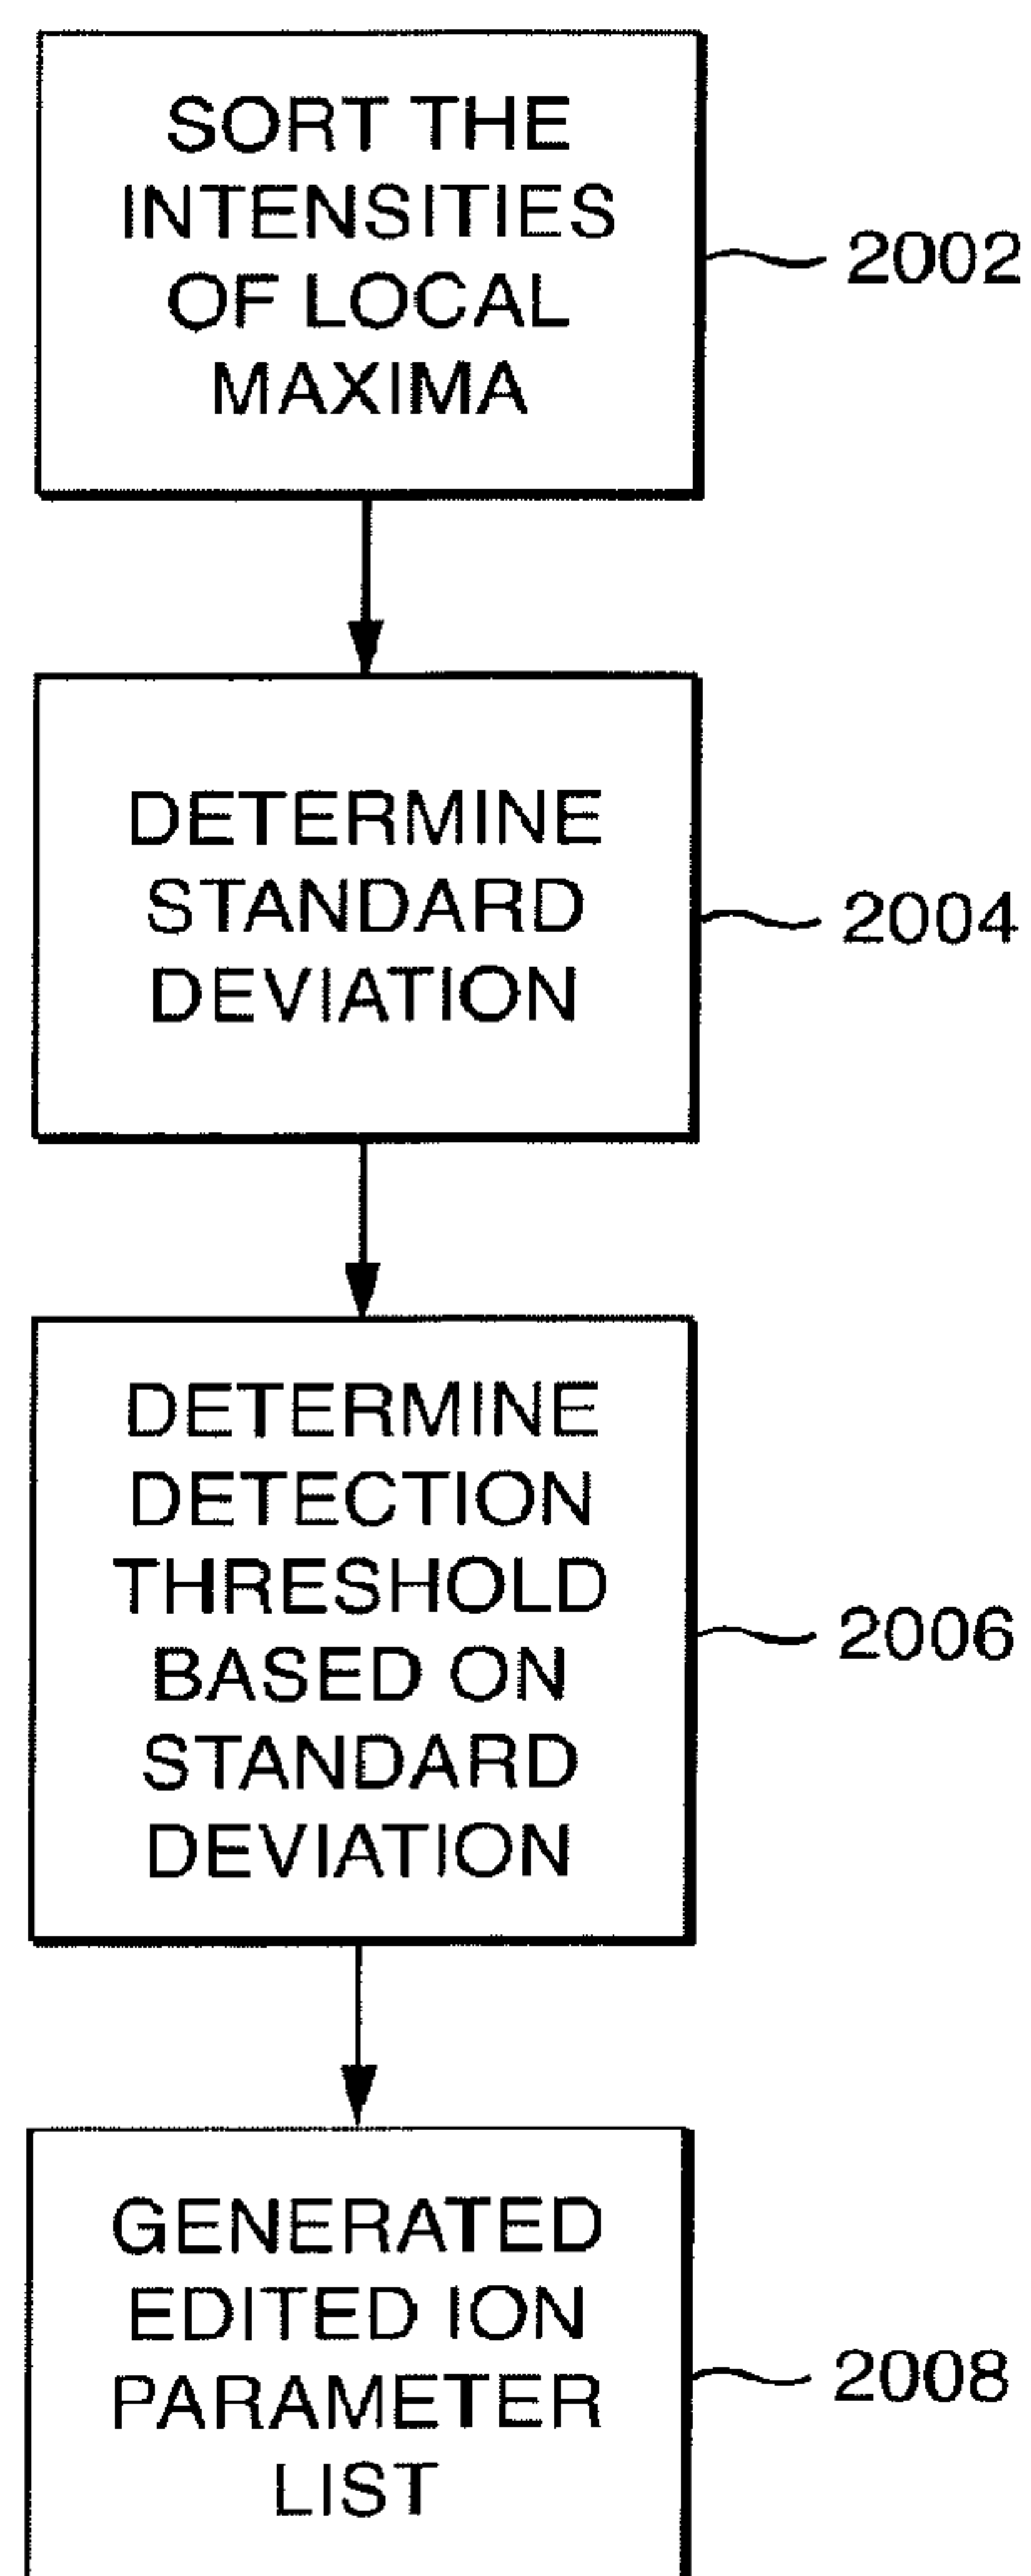 SORT THE
INTENSITIES
OF LOCAL
MAXIMA
2002
DETERMINE
STANDARD
DEVIATION
2004
DETERMINE
DETECTION
THRESHOLD
BASED ON
STANDARD
DEVIATION
2006
GENERATED
EDITED ION
PARAMETER
LIST
2008